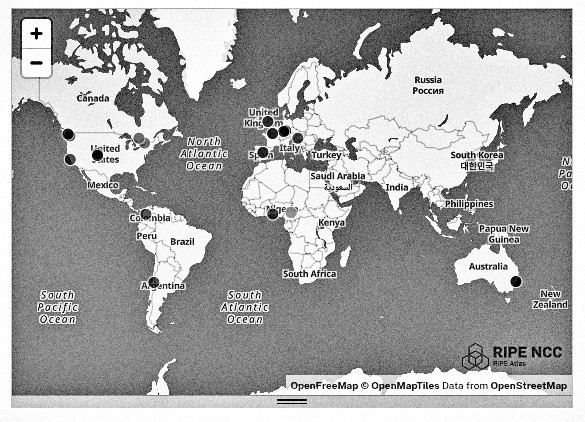 +
−
Canada
Russia
Россия
United
Kingdom
North
Atlantic
Ocean
United
States
Spain
Italy
Turkey
South Korea
대한민국
Mexico
Saudi Arabia
السعودية
India
Philippines
Colombia
Nigeria
Kenya
Peru
Brazil
Papua New
Guinea
South Africa
Australia
Argentina
South
Pacific
Ocean
South
Atlantic
Ocean
New
Zealand
RIPE NCC
RIPE Atlas
OpenFreeMap © OpenMapTiles Data from OpenStreetMap